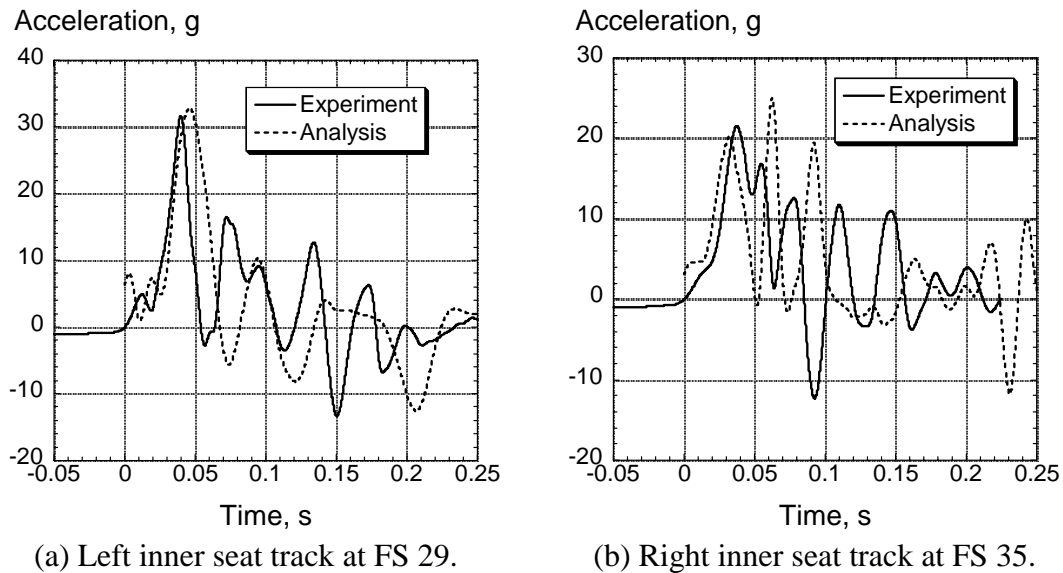 Acceleration, g
40
30
20
10
0
-10
-20
-0.05 0 0.05 0.1 0.15 0.2 0.25
Experiment
Analysis
Time, s
(a) Left inner seat track at FS 29.
Acceleration, g
30
20
10
0
-10
-20
-0.05 0 0.05 0.1 0.15 0.2 0.25
Experiment
Analysis
Time, s
(b) Right inner seat track at FS 35.